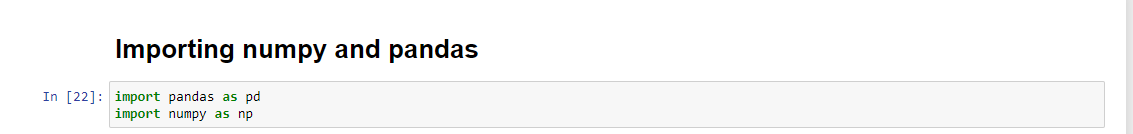 Importing numpy and pandas
In [22]: import pandas as pd
import numpy as np